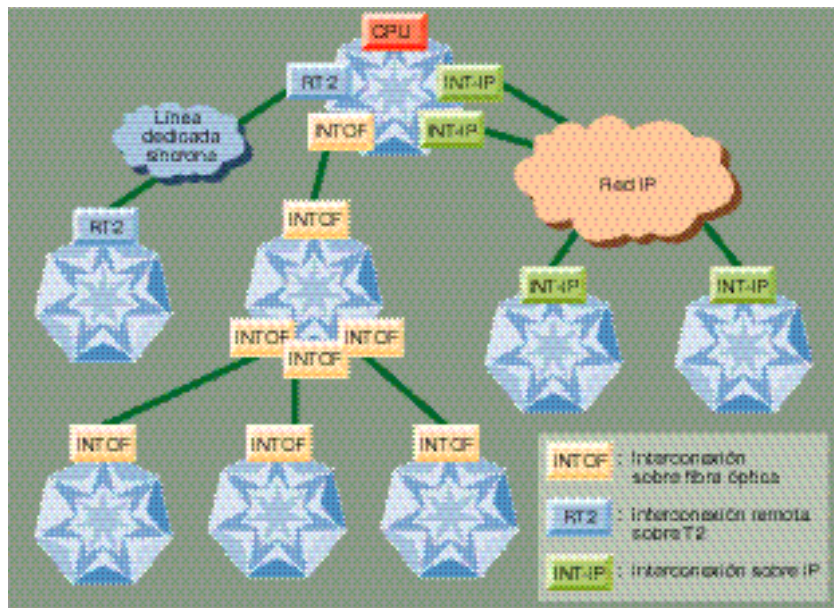 CPU
RT2
INT-IP
INTOF
INT-IP
Línea
dedicada
síncrona
Red IP
RT2
INTOF
INT-IP
INT-IP
INTOF
INTOF
INTOF
INTOF
INTOF
INTOF
INTOF : Interconexión
sobre fibra óptica
RT2 : interconexión remota
sobre T2
INT-IP : Interconexión sobre IP